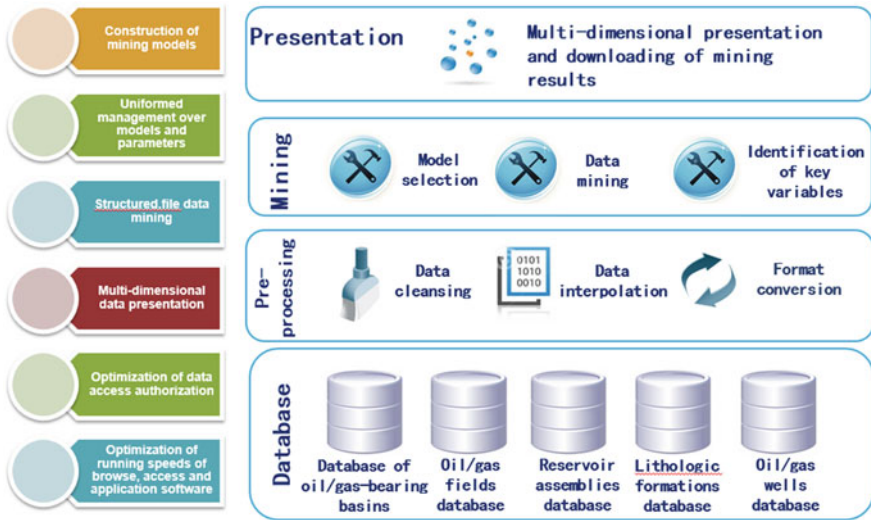 Construction of
mining models
Uniformed
management over
models and
parameters
Structured.file data
mining
Multi-dimensional
data presentation
Optimization of data
access authorization
Optimization of
running speeds of
browse, access and
application software
Presentation
Multi-dimensional presentation
and downloading of mining
results
Mining
Model
selection
Data
mining
Identification
of key
variables
Pre-
processing
Data
cleansing
0101
1010
0010
Data
interpolation
Format
conversion
Database
Database of
oil/gas-bearing
basins
Oil/gas
fields
database
Reservoir
assemblies
database
Lithologic
formations
database
Oil/gas
wells
database